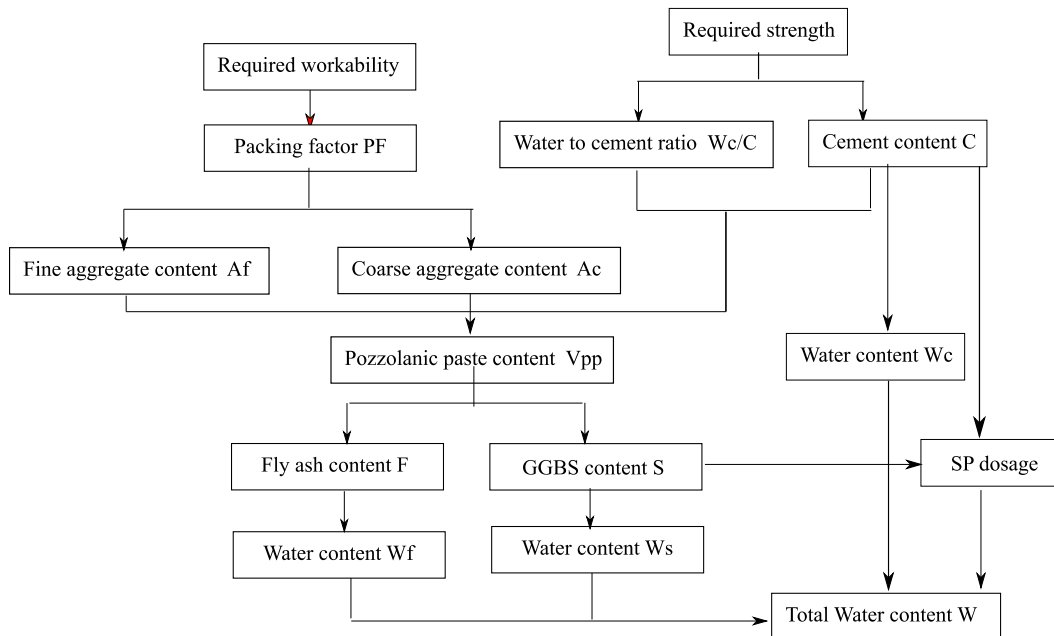 Required strength
Required workability
Packing factor PF
Water to cement ratio Wc/C
Cement content C
Fine aggregate content Af
Coarse aggregate content Ac
Pozzolanic paste content Vpp
Water content Wc
Fly ash content F
GGBS content S
SP dosage
Water content Wf
Water content Ws
Total Water content W